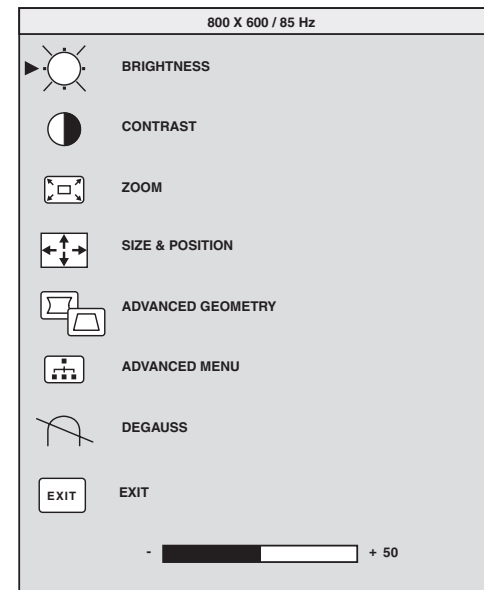 800 X 600 / 85 Hz
BRIGHTNESS
CONTRAST
ZOOM
SIZE & POSITION
ADVANCED GEOMETRY
ADVANCED MENU
DEGAUSS
EXIT EXIT
- + 50